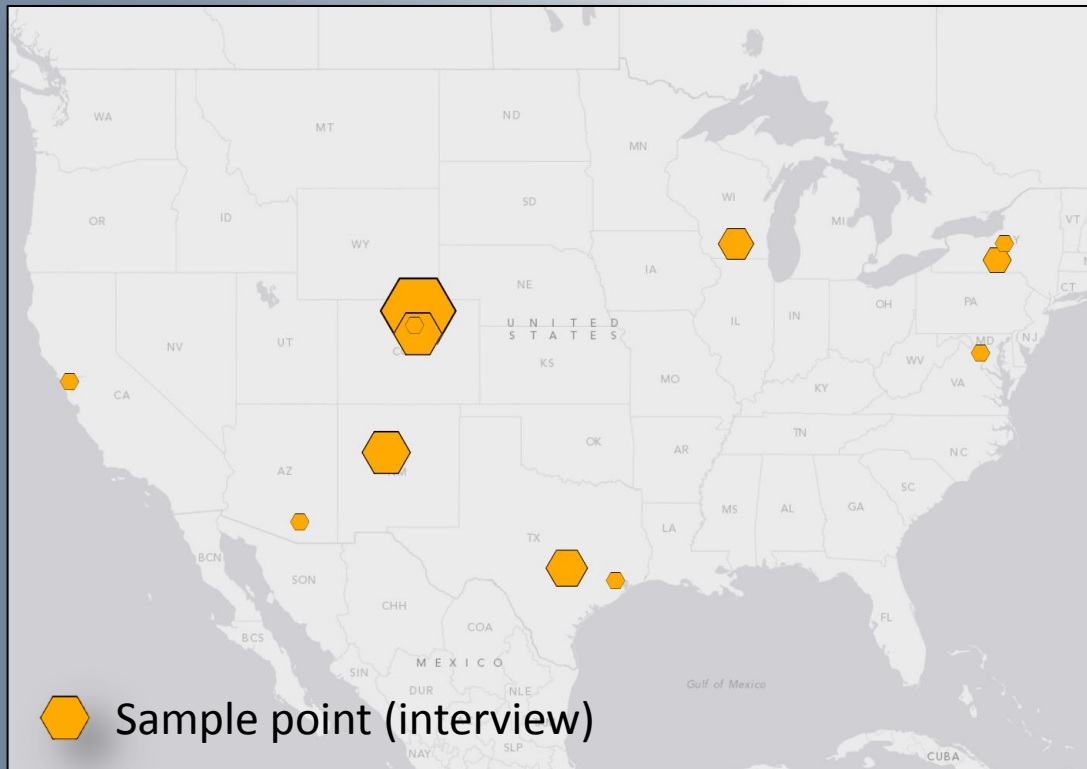 WA
MT
ND
MN
OR
ID
SD
WI
MI
VT
WY
Y
IA
NE
PA
CT
NV
UT
UNITED
STATES
IL
IN
OH
MD
NJ
C
KS
MO
WV
VA
CA
KY
AZ
OK
AR
TN
NC
SC
MS
AL
GA
TX
LA
BCN
SON
CHH
COA
FL
BCS
MEXICO
SIN
DUR
NLE
Gulf of Mexico
Sample point (interview)
NAY
SLP
CUBA